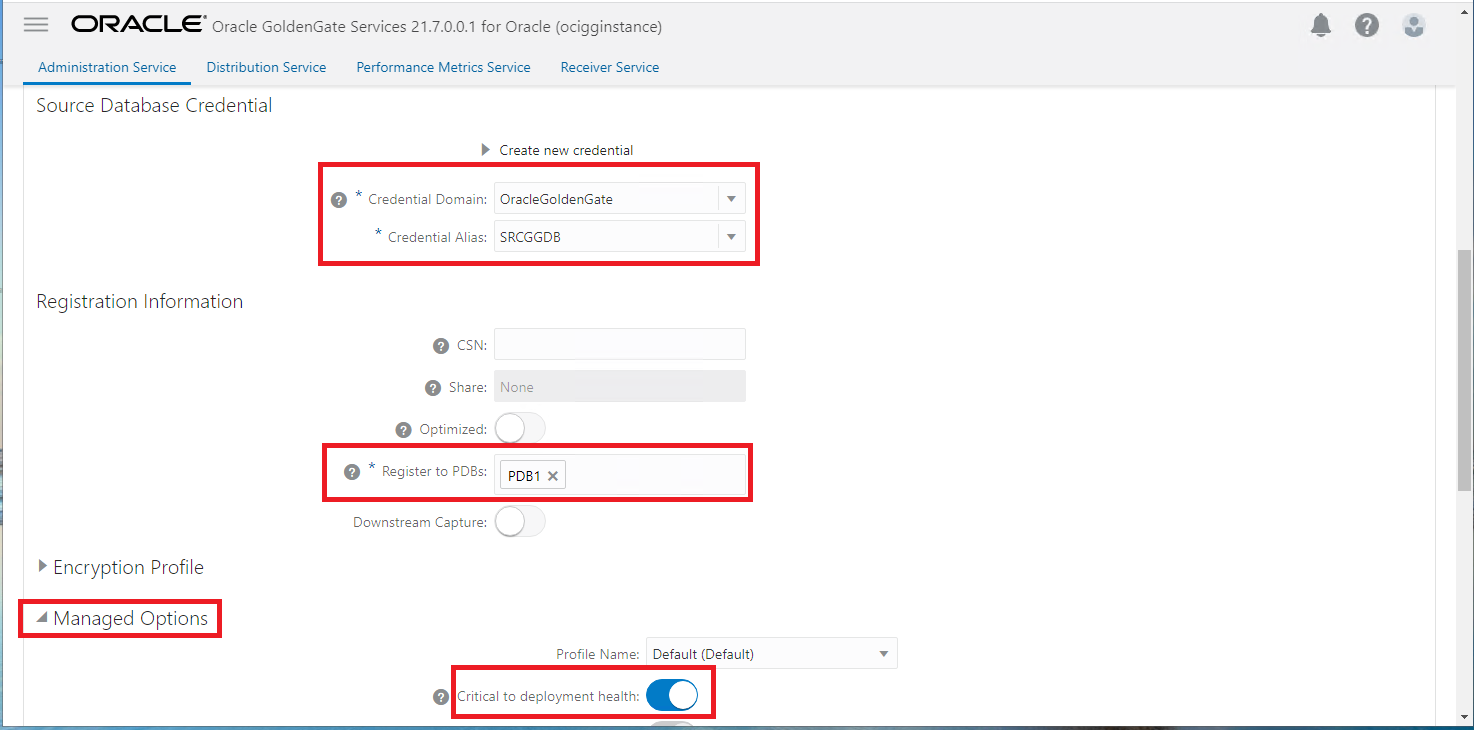 ORACLE® Oracle GoldenGate Services 21.7.0.0.1 for Oracle (ocigginstance)
Administration Service Distribution Service Performance Metrics Service Receiver Service
Source Database Credential
Create new credential
? * Credential Domain: OracleGoldenGate
* Credential Alias: SRCGGDB
Registration Information
? CSN:
? Share: None
? Optimized:
? * Register to PDBs: PDB1 ×
Downstream Capture:
Encryption Profile
Managed Options
Profile Name: Default (Default)
? Critical to deployment health: